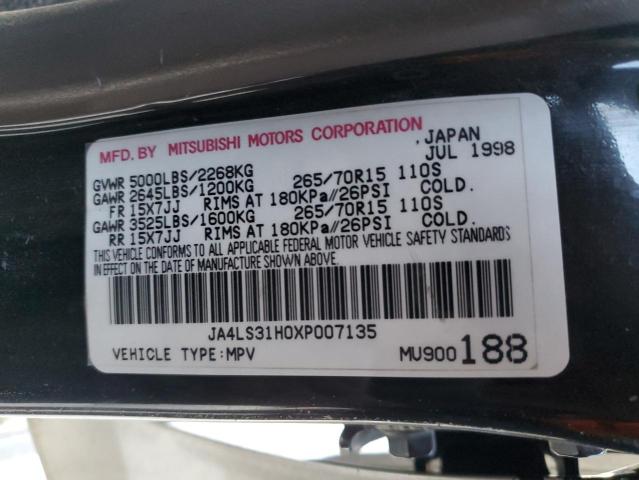 MFD. BY MITSUBISHI MOTORS CORPORATION , JAPAN
JUL 1998
GVWR 5000LBS/2268KG
GAWR 2645LBS/1200KG 265/70R15 110S
FR 15X7JJ RIMS AT 180KPa//26PSI COLD.
GAWR 3525LBS/1600KG 265/70R15 110S
RR 15X7JJ RIMS AT 180KPa//26PSI COLD.
THIS VEHICLE CONFORMS TO ALL APPLICABLE FEDERAL MOTOR VEHICLE SAFETY STANDARDS
IN EFFECT ON THE DATE OF MANUFACTURE SHOWN ABOVE.
JA4LS31H0XP007135
VEHICLE TYPE:MPV MU900188